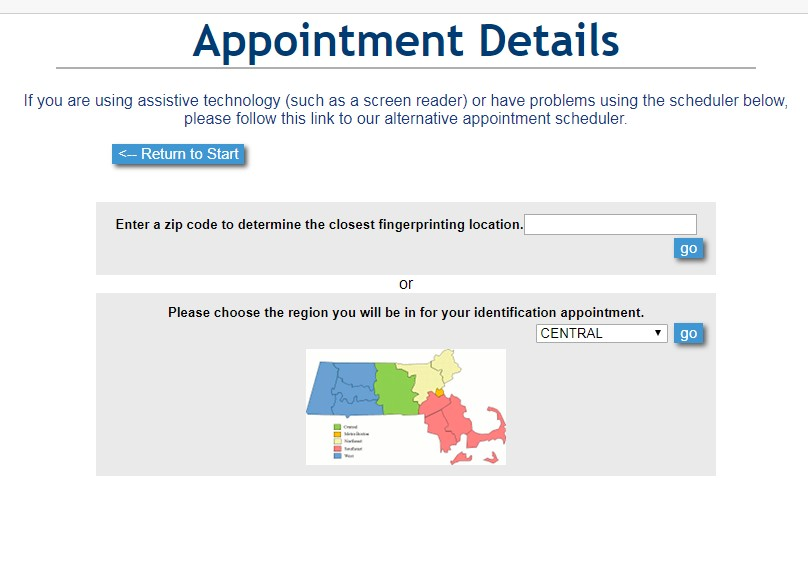 Appointment Details
If you are using assistive technology (such as a screen reader) or have problems using the scheduler below,
please follow this link to our alternative appointment scheduler.
<-- Return to Start
Enter a zip code to determine the closest fingerprinting location.
go
or
Please choose the region you will be in for your identification appointment.
CENTRAL
go
Central
Metro Boston
Northeast
Southeast
West